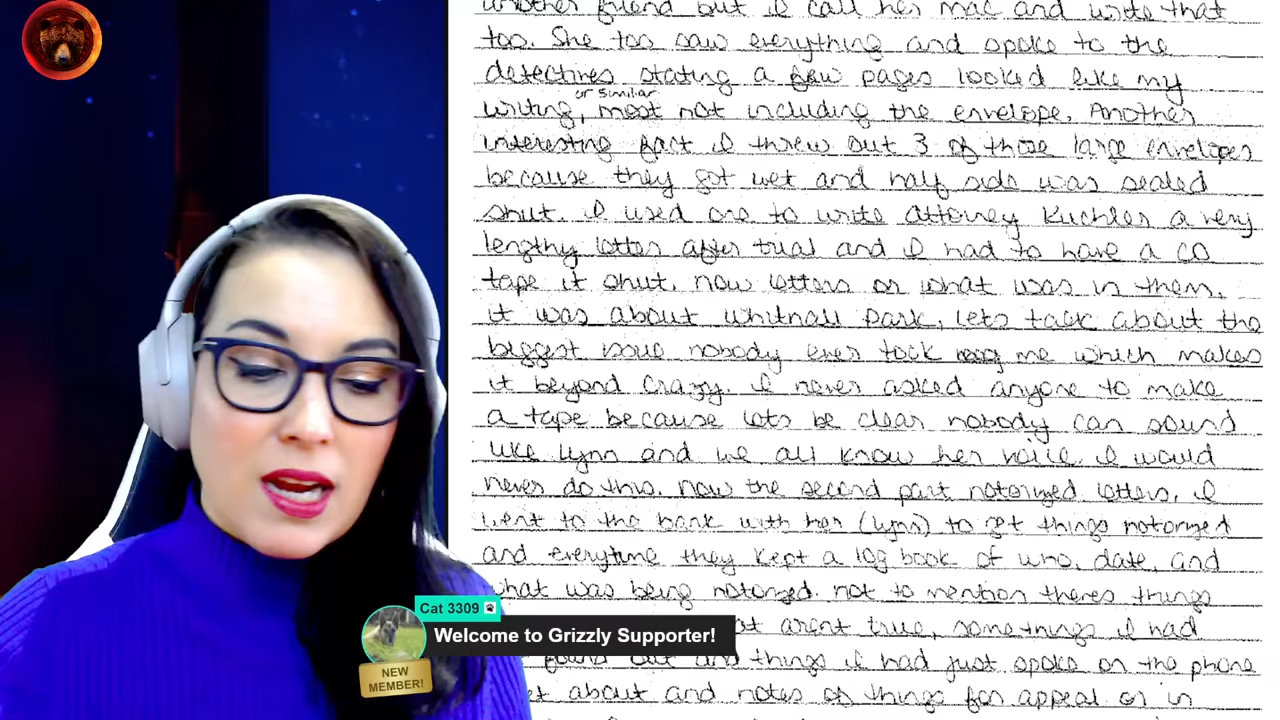 another friend but I call her mac and write that
too. She too saw everything and spoke to the
detectives stating a few pages looked like my
or similar
writing, most not including the envelope. Another
interesting fact I threw out 3 of those large envelopes
because they got wet and half side was sealed
shut. I used one to write attorney Kuchler a very
lengthy letter after trial and I had to have a CO
tape it shut. now letters or what was in them.
it was about whitnall park. lets talk about the
biggest issue nobody ever took me which makes
it beyond crazy. I never asked anyone to make
a tape because lets be clear nobody can sound
like Lynn and we all know her voice. I would
never do this. now the second part notorized letters. I
went to the bank with her (Lynn) to get things notorized
and everytime they kept a log book of who, date, and
what was being notorized. not to mention theres things
Cat 3309
Welcome to Grizzly Supporter!
NEW
MEMBER!
arent true, some things I had
found out and things I had just spoke on the phone
about and notes of things for appeal or in